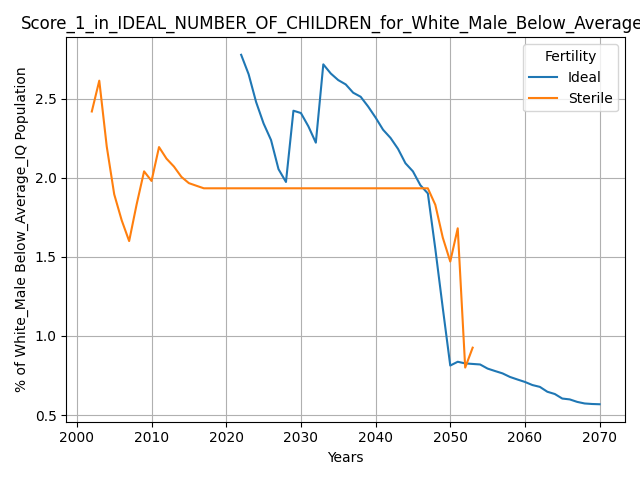 Score_1_in_IDEAL_NUMBER_OF_CHILDREN_for_White_Male_Below_Average
Fertility
Ideal
Sterile
% of White_Male Below_Average_IQ Population
2.5
2.0
1.5
1.0
0.5
2000 2010 2020 2030 2040 2050 2060 2070
Years